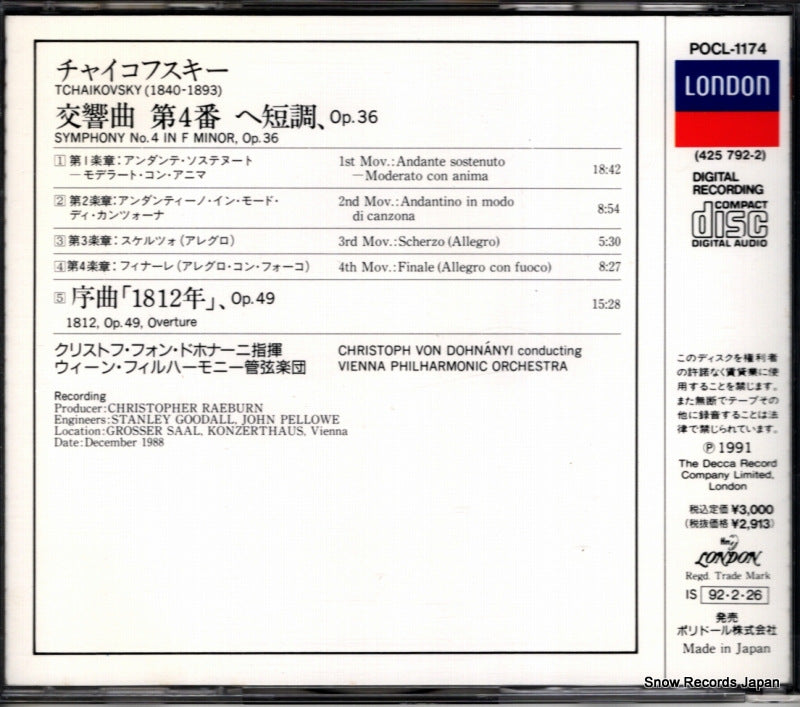 チャイコフスキー
TCHAIKOVSKY (1840-1893)
交響曲 第4番 ヘ短調、Op.36
SYMPHONY No.4 IN F MINOR, Op.36
1 第1楽章：アンダンテ・ソステヌート 1st Mov.: Andante sostenuto 18:42
—モデラート・コン・アニマ —Moderato con anima
2 第2楽章：アンダンティーノ・イン・モード・ 2nd Mov.: Andantino in modo 8:54
ディ・カンツォーナ di canzona
3 第3楽章：スケルツォ（アレグロ） 3rd Mov.: Scherzo (Allegro) 5:30
4 第4楽章：フィナーレ（アレグロ・コン・フォーコ） 4th Mov.: Finale (Allegro con fuoco) 8:27
5 序曲「1812年」、Op.49 15:28
1812, Op.49, Overture
クリストフ・フォン・ドホナーニ指揮 CHRISTOPH VON DOHNÁNYI conducting
ウィーン・フィルハーモニー管弦楽団 VIENNA PHILHARMONIC ORCHESTRA
Recording
Producer: CHRISTOPHER RAEBURN
Engineers: STANLEY GOODALL, JOHN PELLOWE
Location: GROSSER SAAL, KONZERTHAUS, Vienna
Date: December 1988
POCL-1174
LONDON
(425 792-2)
DIGITAL
RECORDING
COMPACT
disc
DIGITAL AUDIO
このディスクを権利者
の許諾なく賃貸業に使
用することを禁じます。
また無断でテープその
他に録音することは法
律で禁じられています。
Ⓟ 1991
The Decca Record
Company Limited,
London
税込定価 ¥3,000
(税抜価格 ¥2,913)
LONDON
Regd. Trade Mark
IS 92・2・26
発売
ポリドール株式会社
Made in Japan
Snow Records Japan